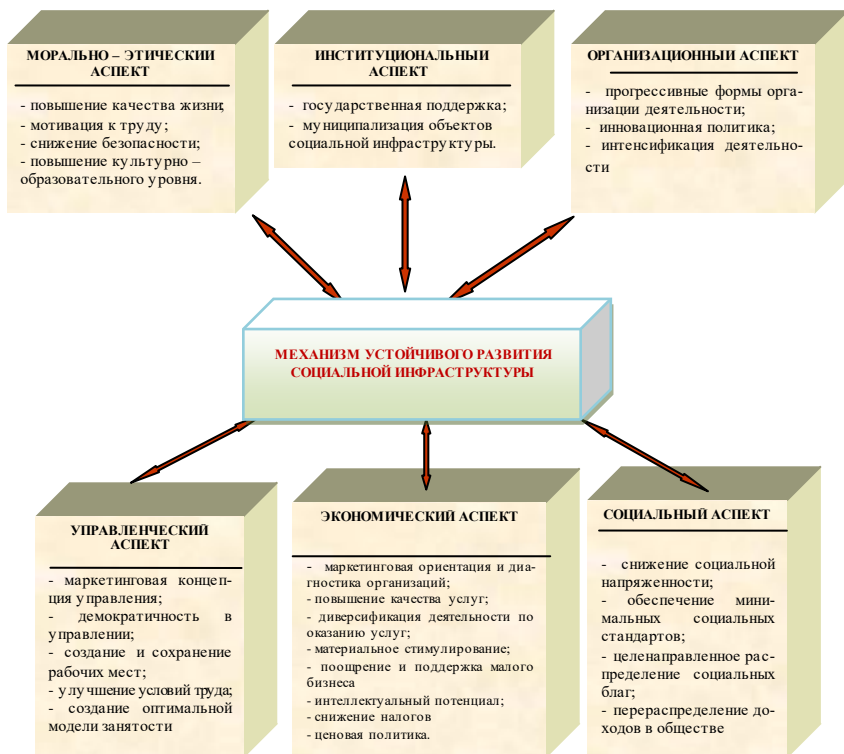 МОРАЛЬНО – ЭТИЧЕСКИЙ
АСПЕКТ
- повышение качества жизни;
- мотивация к труду;
- снижение безопасности;
- повышение культурно –
образовательного уровня.
ИНСТИТУЦИОНАЛЬНЫЙ
АСПЕКТ
- государственная поддержка;
- муниципализация объектов
социальной инфраструктуры.
ОРГАНИЗАЦИОННЫЙ АСПЕКТ
- прогрессивные формы орга-
низации деятельности;
- инновационная политика;
- интенсификация деятельно-
сти
МЕХАНИЗМ УСТОЙЧИВОГО РАЗВИТИЯ
СОЦИАЛЬНОЙ ИНФРАСТРУКТУРЫ
УПРАВЛЕНЧЕСКИЙ
АСПЕКТ
- маркетинговая концеп-
ция управления;
- демократичность в
управлении;
- создание и сохранение
рабочих мест;
- улучшение условий труда;
- создание оптимальной
модели занятости
ЭКОНОМИЧЕСКИЙ АСПЕКТ
- маркетинговая ориентация и диа-
гностика организаций;
- повышение качества услуг;
- диверсификация деятельности по
оказанию услуг;
- материальное стимулирование;
- поощрение и поддержка малого
бизнеса
- интеллектуальный потенциал;
- снижение налогов
- ценовая политика.
СОЦИАЛЬНЫЙ АСПЕКТ
- снижение социальной
напряженности;
- обеспечение мини-
мальных социальных
стандартов;
- целенаправленное рас-
пределение социальных
благ;
- перераспределение до-
ходов в обществе